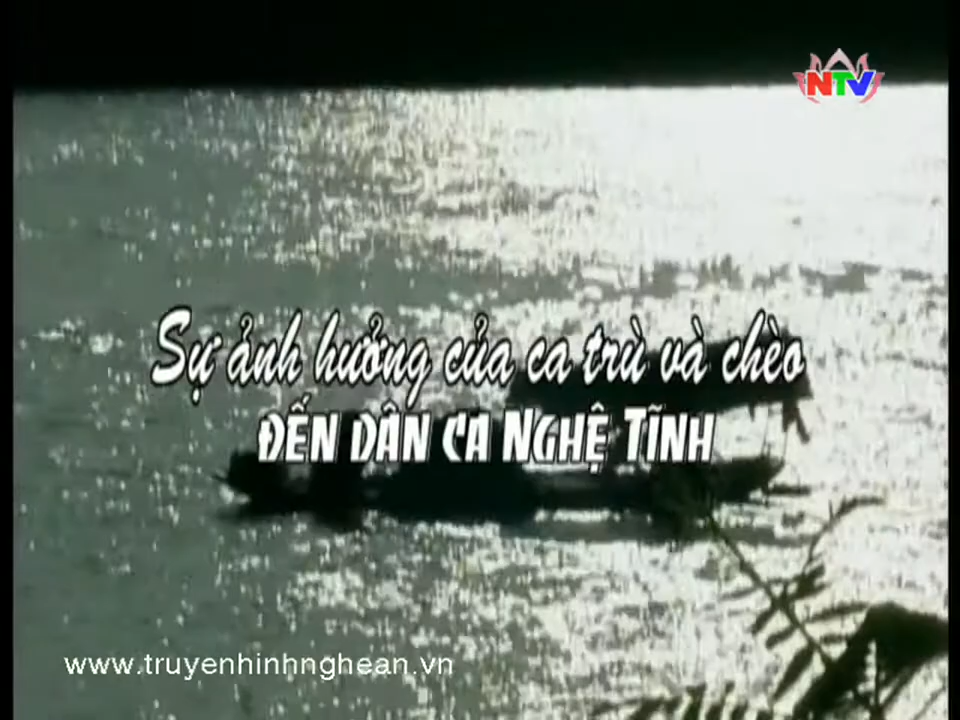 NTV
Sự ảnh hưởng của ca trù và chèo
ĐẾN DÂN CA NGHỆ TĨNH
www.truyenhinhnghean.vn